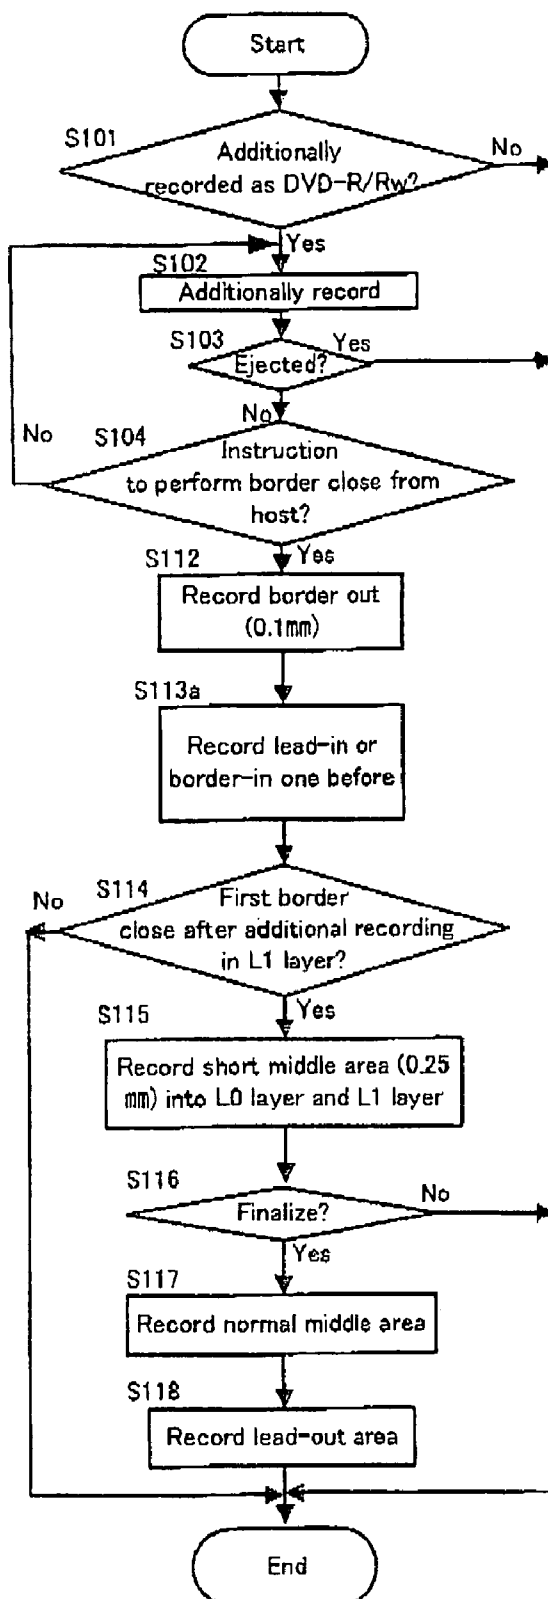 Start
S101
No
Additionally
recorded as DVD-R/Rw?
Yes
S102
Additionally record
S103
Yes
Ejected?
No
No
S104
Instruction
to perform border close from
host?
S112
Yes
Record border out
(0.1mm)
S113a
Record lead-in or
border-in one before
S114
No
First border
close after additional recording
in L1 layer?
Yes
S115
Record short middle area (0.25
mm) into L0 layer and L1 layer
S116
No
Finalize?
Yes
S117
Record normal middle area
S118
Record lead-out area
End